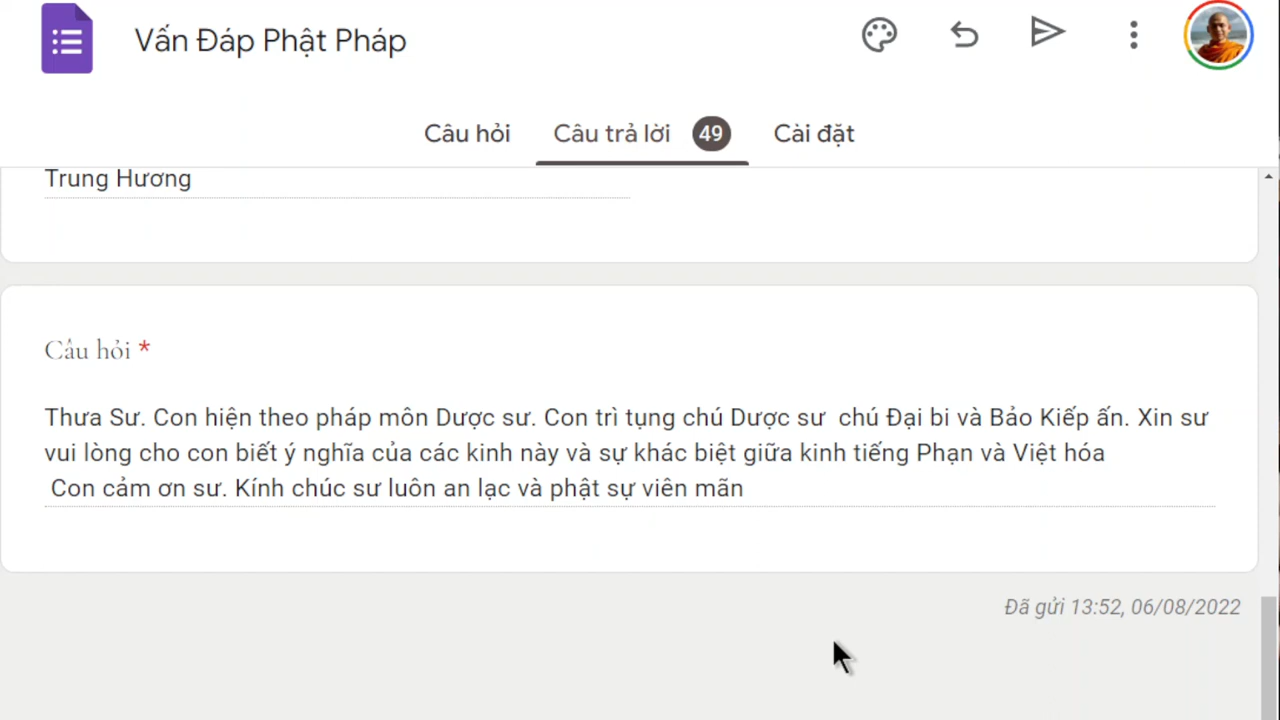 Vấn Đáp Phật Pháp
Câu hỏi
Câu trả lời 49
Cài đặt
Trung Hương
Câu hỏi *
Thưa Sư. Con hiện theo pháp môn Dược sư. Con trì tụng chú Dược sư  chú Đại bi và Bảo Kiếp ấn. Xin sư
vui lòng cho con biết ý nghĩa của các kinh này và sự khác biệt giữa kinh tiếng Phạn và Việt hóa
Con cảm ơn sư. Kính chúc sư luôn an lạc và phật sự viên mãn
Đã gửi 13:52, 06/08/2022